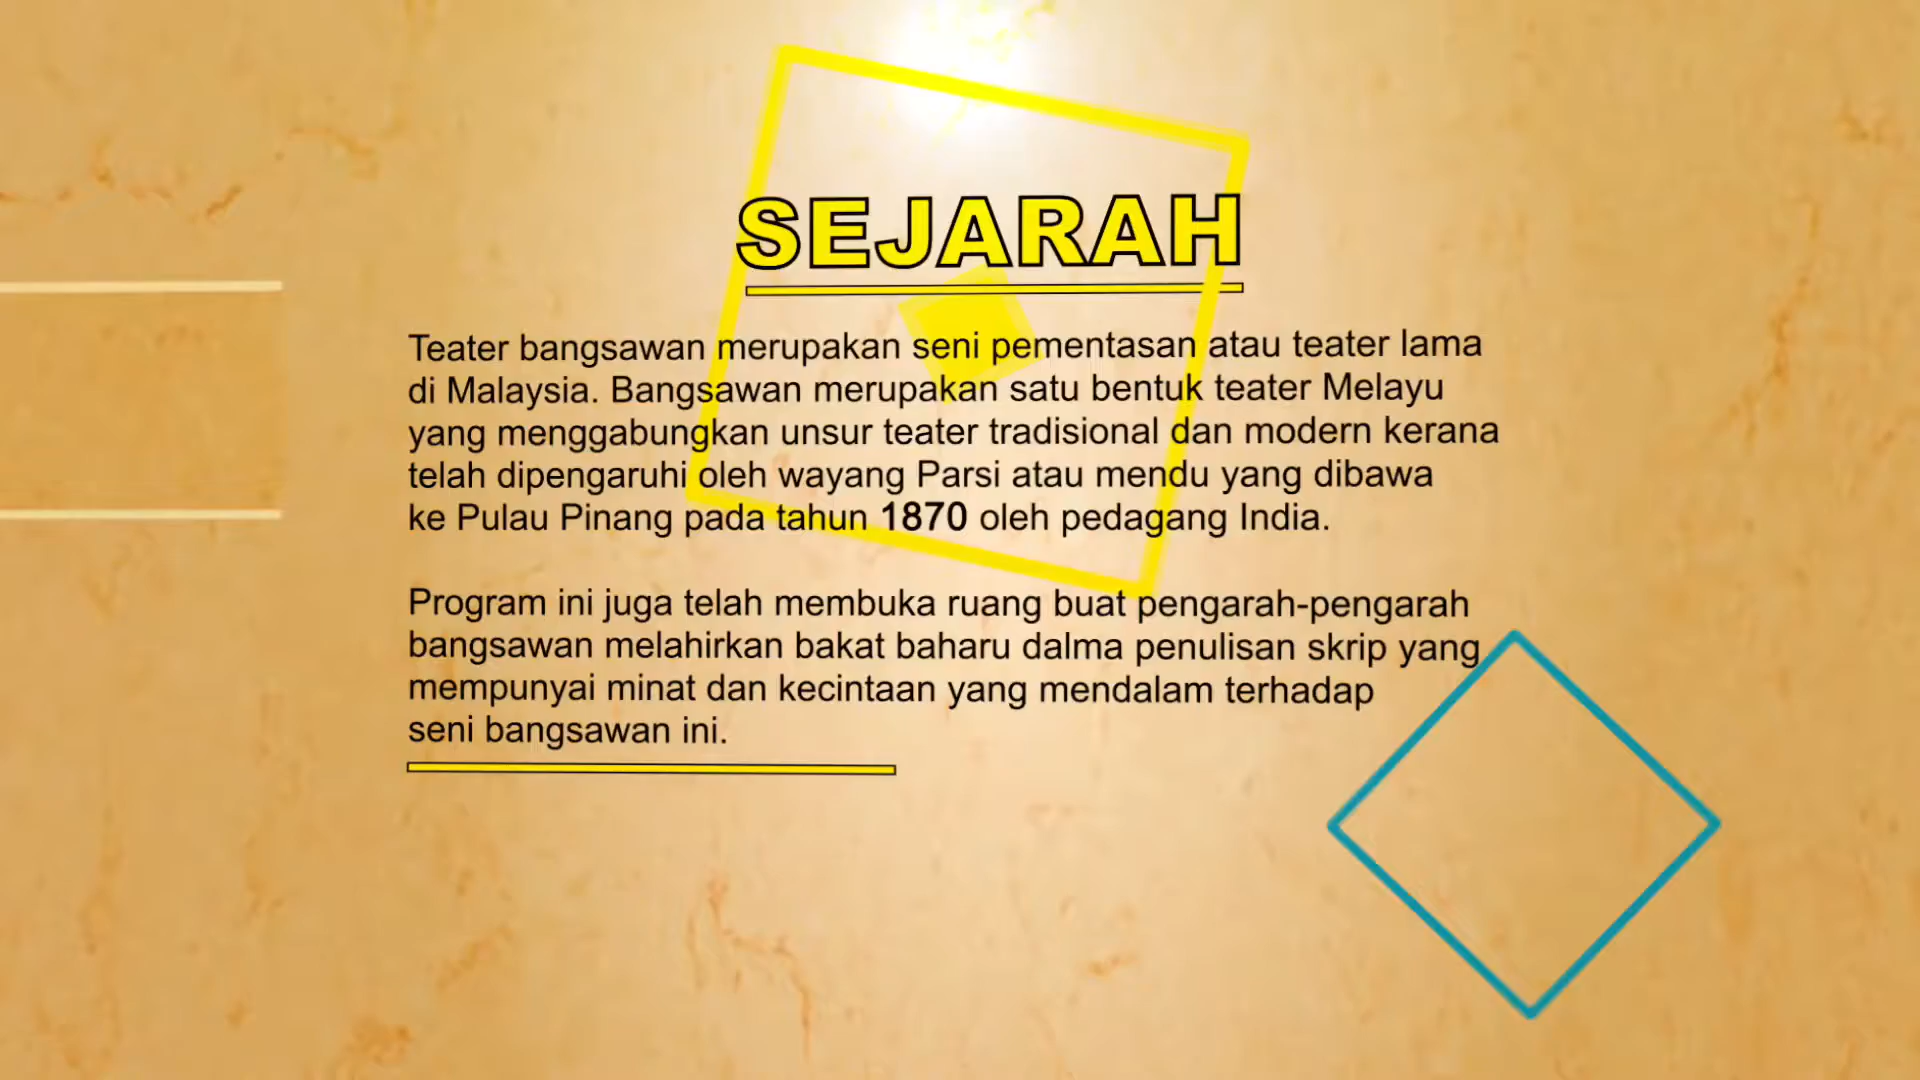 SEJARAH
Teater bangsawan merupakan seni pementasan atau teater lama
di Malaysia. Bangsawan merupakan satu bentuk teater Melayu
yang menggabungkan unsur teater tradisional dan modern kerana
telah dipengaruhi oleh wayang Parsi atau mendu yang dibawa
ke Pulau Pinang pada tahun 1870 oleh pedagang India.
Program ini juga telah membuka ruang buat pengarah-pengarah
bangsawan melahirkan bakat baharu dalma penulisan skrip yang
mempunyai minat dan kecintaan yang mendalam terhadap
seni bangsawan ini.